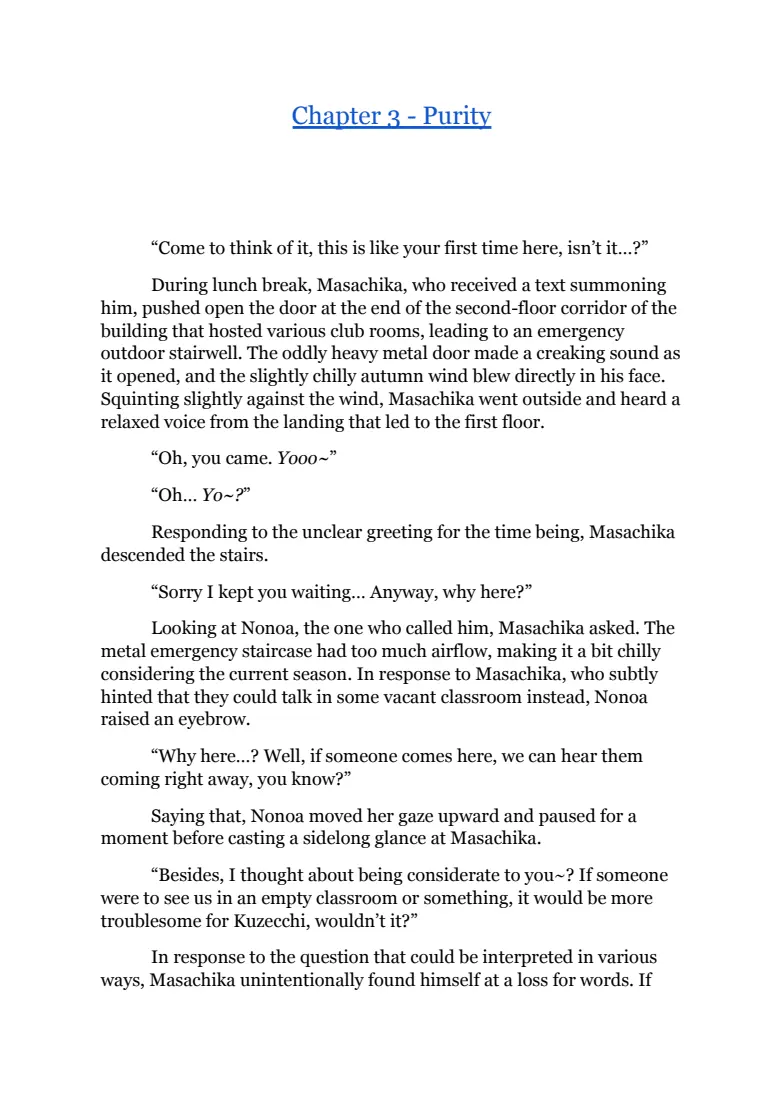 Chapter 3 - Purity
“Come to think of it, this is like your first time here, isn’t it…?”
During lunch break, Masachika, who received a text summoning
him, pushed open the door at the end of the second-floor corridor of the
building that hosted various club rooms, leading to an emergency
outdoor stairwell. The oddly heavy metal door made a creaking sound as
it opened, and the slightly chilly autumn wind blew directly in his face.
Squinting slightly against the wind, Masachika went outside and heard a
relaxed voice from the landing that led to the first floor.
“Oh, you came. Yooo~”
“Oh… Yo~?”
Responding to the unclear greeting for the time being, Masachika
descended the stairs.
“Sorry I kept you waiting… Anyway, why here?”
Looking at Nonoa, the one who called him, Masachika asked. The
metal emergency staircase had too much airflow, making it a bit chilly
considering the current season. In response to Masachika, who subtly
hinted that they could talk in some vacant classroom instead, Nonoa
raised an eyebrow.
“Why here…? Well, if someone comes here, we can hear them
coming right away, you know?”
Saying that, Nonoa moved her gaze upward and paused for a
moment before casting a sidelong glance at Masachika.
“Besides, I thought about being considerate to you~? If someone
were to see us in an empty classroom or something, it would be more
troublesome for Kuzecchi, wouldn’t it?”
In response to the question that could be interpreted in various
ways, Masachika unintentionally found himself at a loss for words. If